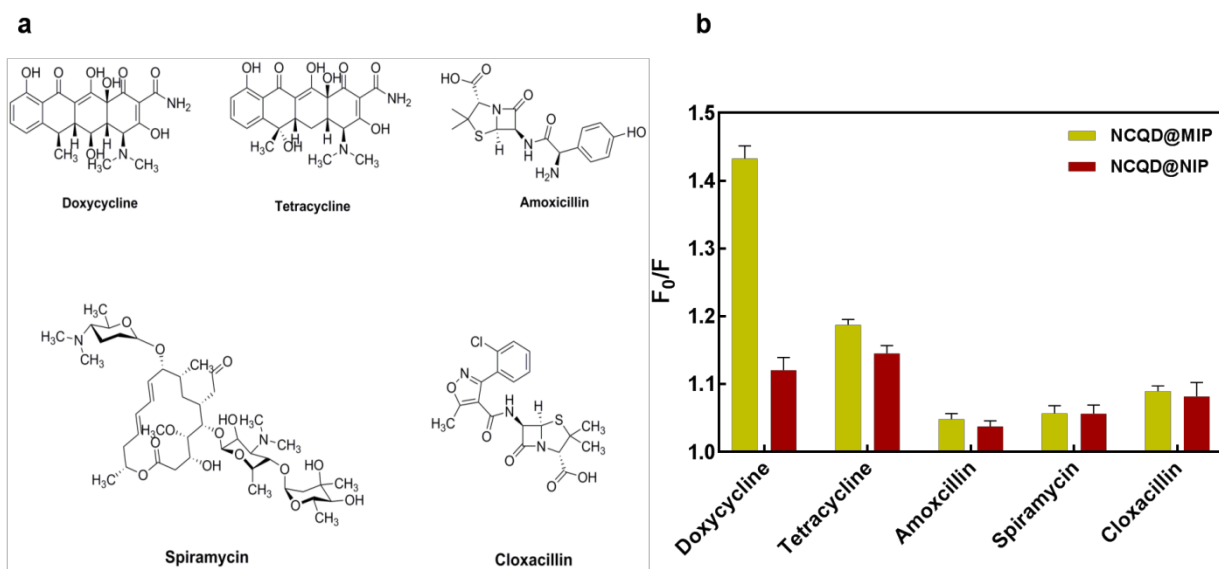 a
OH O OH O O
OH
NH₂
H H OH
CH₃ OH N
H₃C CH₃
Doxycycline
OH O OH O O
OH
NH₂
H H OH
H₃C OH N
H₃C CH₃
Tetracycline
O
HO
N O
S H N
H
O
HO
H₂N
Amoxicillin
CH₃
H₃C N O
CH₃
O CH₃ O
H₃CO O HO N CH₃
CH₃
O O HO
CH₃ O OH CH₃ O CH₃
O OH
CH₃
Spiramycin
Cl
N
O
H₃C O
H
N H S CH₃
CH₃
O N
O
OH
Cloxacillin
b
NCQD@MIP
NCQD@NIP
F₀/F
1.5
1.4
1.3
1.2
1.1
1.0
Doxycycline
Tetracycline
Amoxcillin
Spiramycin
Cloxacillin